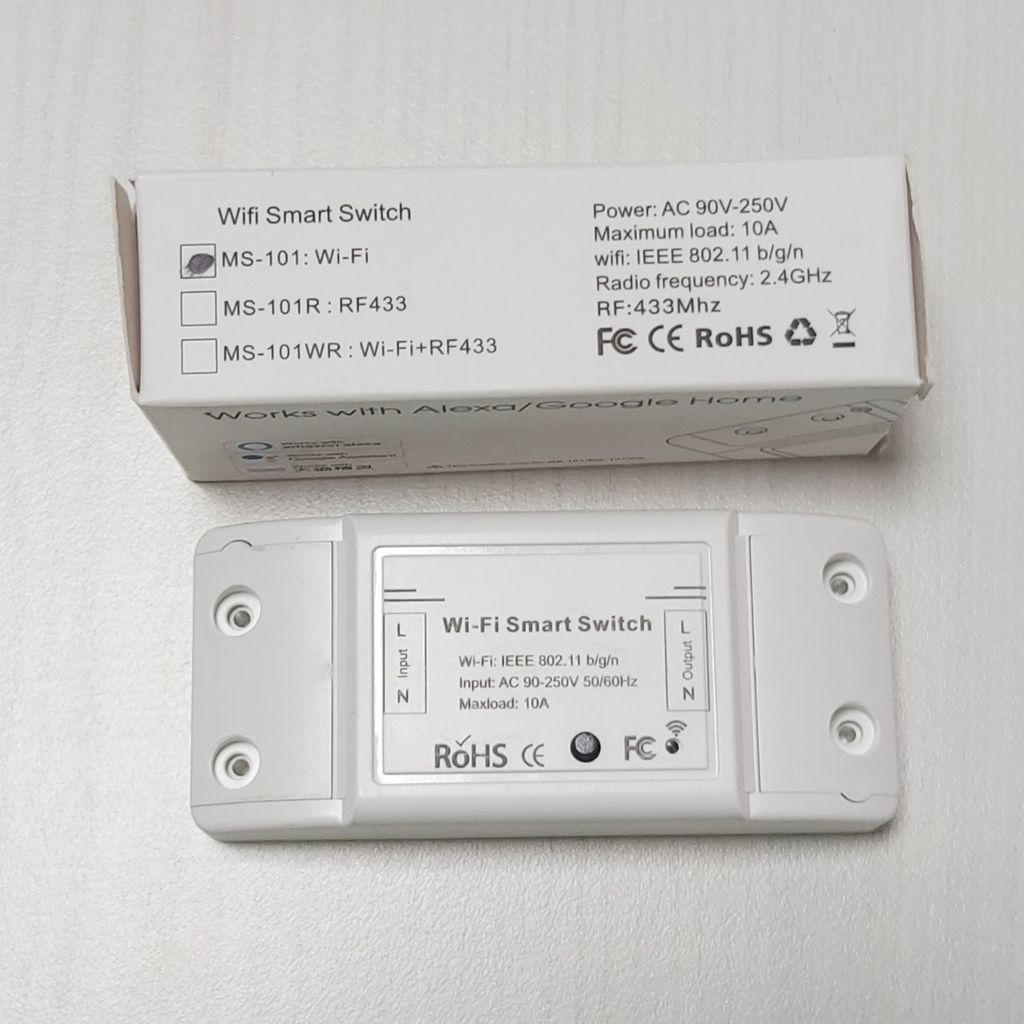 Wifi Smart Switch
MS-101: Wi-Fi
MS-101R : RF433
MS-101WR : Wi-Fi+RF433
Power: AC 90V-250V
Maximum load: 10A
wifi: IEEE 802.11 b/g/n
Radio frequency: 2.4GHz
RF:433Mhz
FC CE RoHS
Works with Alexa/Google Home
L
Input
N
Wi-Fi Smart Switch
Wi-Fi: IEEE 802.11 b/g/n
Input: AC 90-250V 50/60Hz
Maxload: 10A
RoHS CE FC
L
Output
N